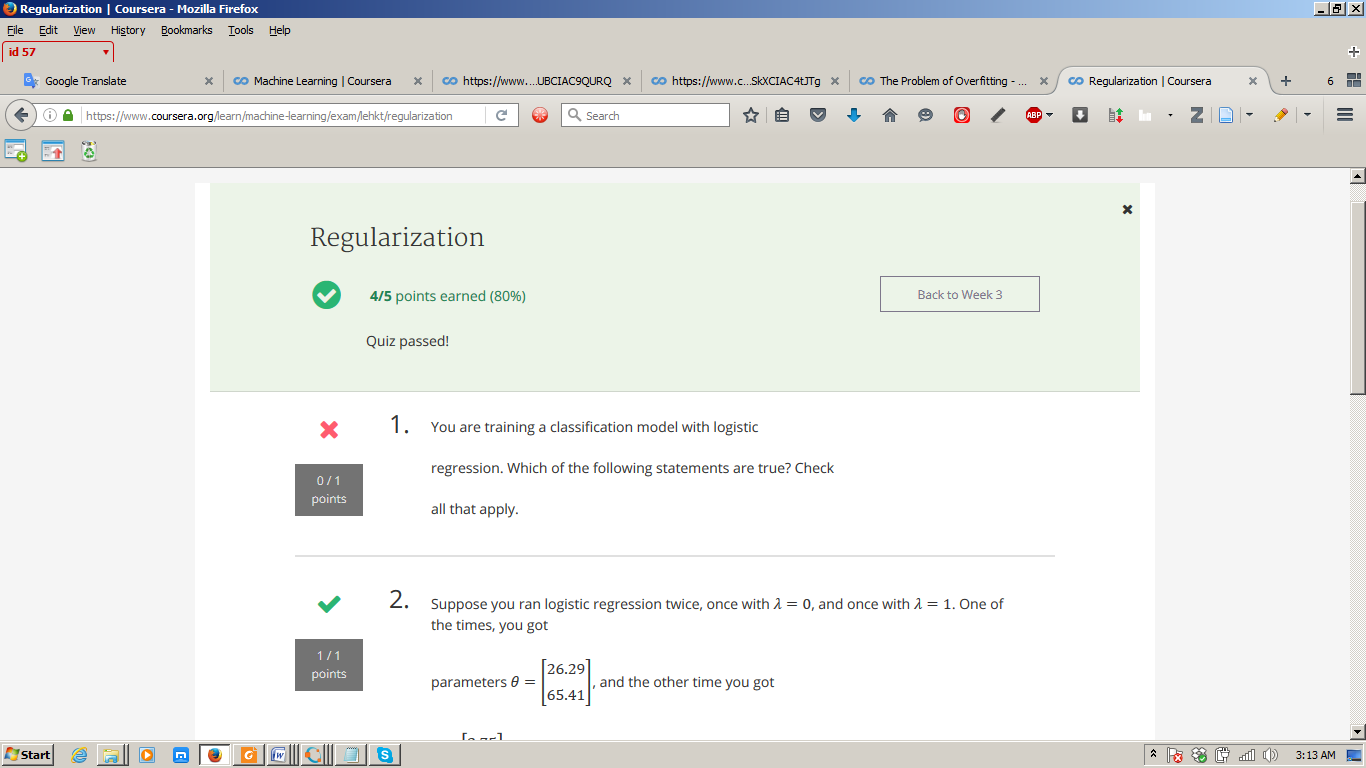 Regularization | Coursera - Mozilla Firefox
File Edit View History Bookmarks Tools Help
id 57
Google Translate
Machine Learning | Coursera
https://www....UBCIAC9QURQ
https://www.c...SkXCIAC4tJTg
The Problem of Overfitting - ...
Regularization | Coursera
6
https://www.coursera.org/learn/machine-learning/exam/lehkt/regularization
Search
ABP
Regularization
4/5 points earned (80%)
Back to Week 3
Quiz passed!
1. You are training a classification model with logistic
0 / 1
points
regression. Which of the following statements are true? Check
all that apply.
2. Suppose you ran logistic regression twice, once with λ = 0, and once with λ = 1. One of
the times, you got
1 / 1
points
parameters θ = [26.29 65.41], and the other time you got
Start
3:13 AM